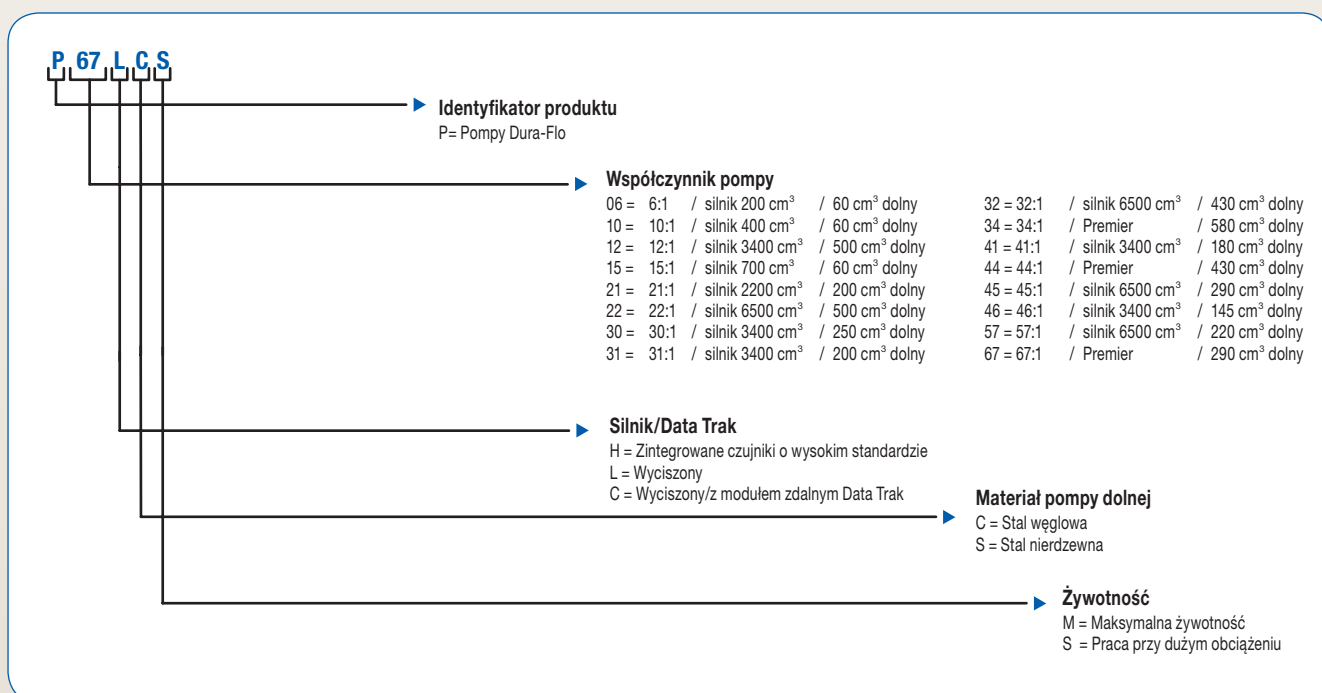 P 67 L C S
Identyfikator produktu
P= Pompy Dura-Flo
Współczynnik pompy
06 = 6:1 / silnik 200 cm³ / 60 cm³ dolny
10 = 10:1 / silnik 400 cm³ / 60 cm³ dolny
12 = 12:1 / silnik 3400 cm³ / 500 cm³ dolny
15 = 15:1 / silnik 700 cm³ / 60 cm³ dolny
21 = 21:1 / silnik 2200 cm³ / 200 cm³ dolny
22 = 22:1 / silnik 6500 cm³ / 500 cm³ dolny
30 = 30:1 / silnik 3400 cm³ / 250 cm³ dolny
31 = 31:1 / silnik 3400 cm³ / 200 cm³ dolny
32 = 32:1 / silnik 6500 cm³ / 430 cm³ dolny
34 = 34:1 / Premier / 580 cm³ dolny
41 = 41:1 / silnik 3400 cm³ / 180 cm³ dolny
44 = 44:1 / Premier / 430 cm³ dolny
45 = 45:1 / silnik 6500 cm³ / 290 cm³ dolny
46 = 46:1 / silnik 3400 cm³ / 145 cm³ dolny
57 = 57:1 / silnik 6500 cm³ / 220 cm³ dolny
67 = 67:1 / Premier / 290 cm³ dolny
Silnik/Data Trak
H = Zintegrowane czujniki o wysokim standardzie
L = Wyciszony
C = Wyciszony/z modułem zdalnym Data Trak
Materiał pompy dolnej
C = Stal węglowa
S = Stal nierdzewna
Żywotność
M = Maksymalna żywotność
S = Praca przy dużym obciążeniu